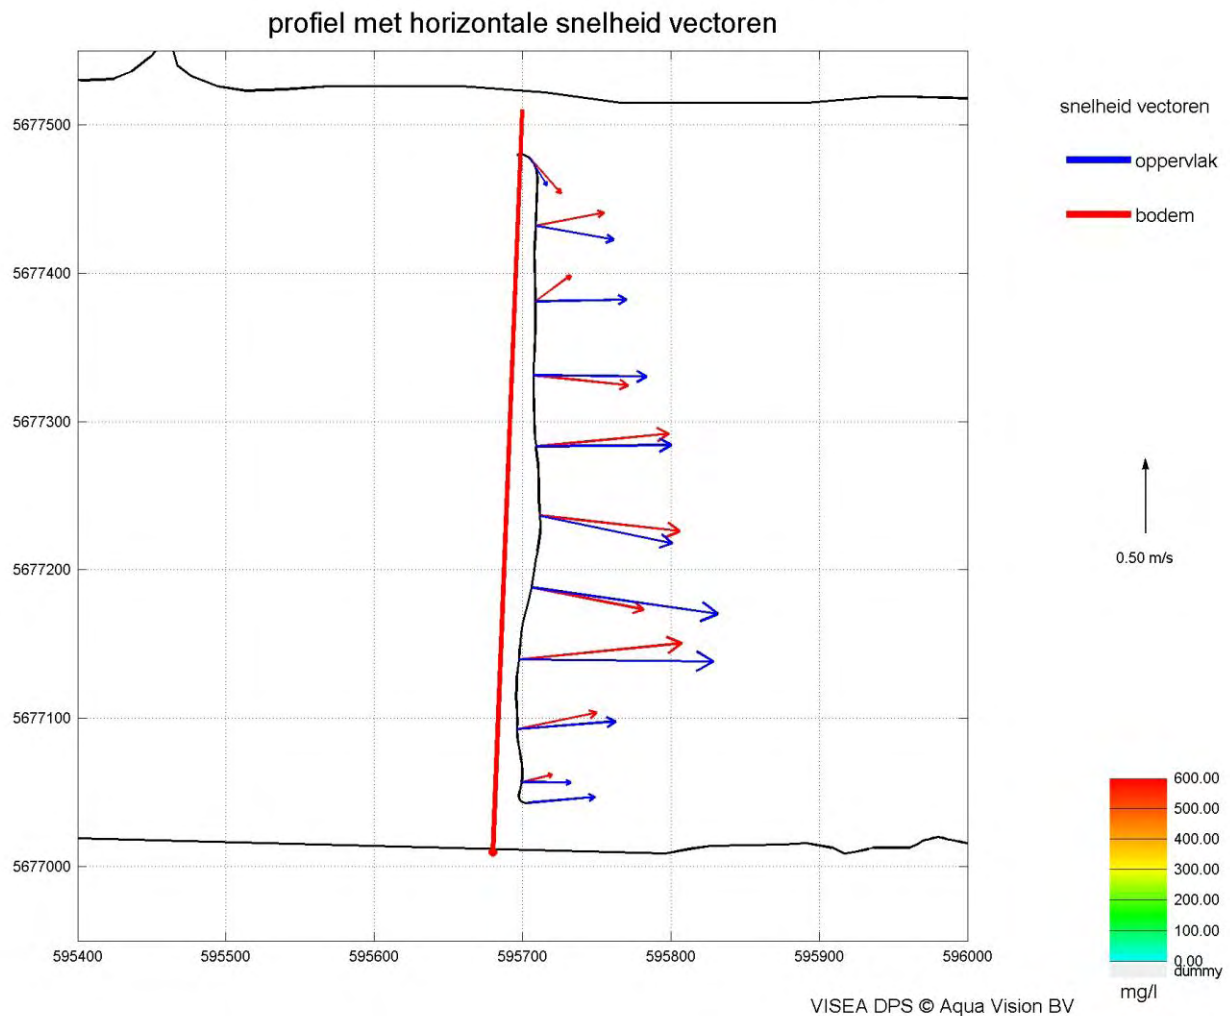 profiel met horizontale snelheid vectoren
5677500
5677400
5677300
5677200
5677100
5677000
595400
595500
595600
595700
595800
595900
596000
snelheid vectoren
oppervlak
bodem
0.50 m/s
600.00
500.00
400.00
300.00
200.00
100.00
0.00
dummy
mg/l
VISEA DPS © Aqua Vision BV